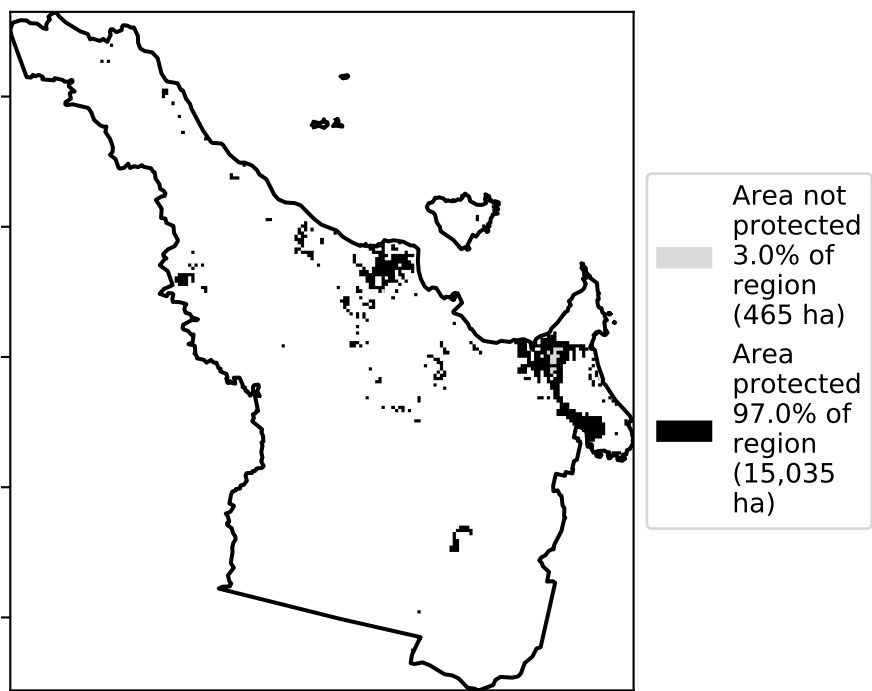 Area not
protected
3.0% of
region
(465 ha)
Area
protected
97.0% of
region
(15,035
ha)